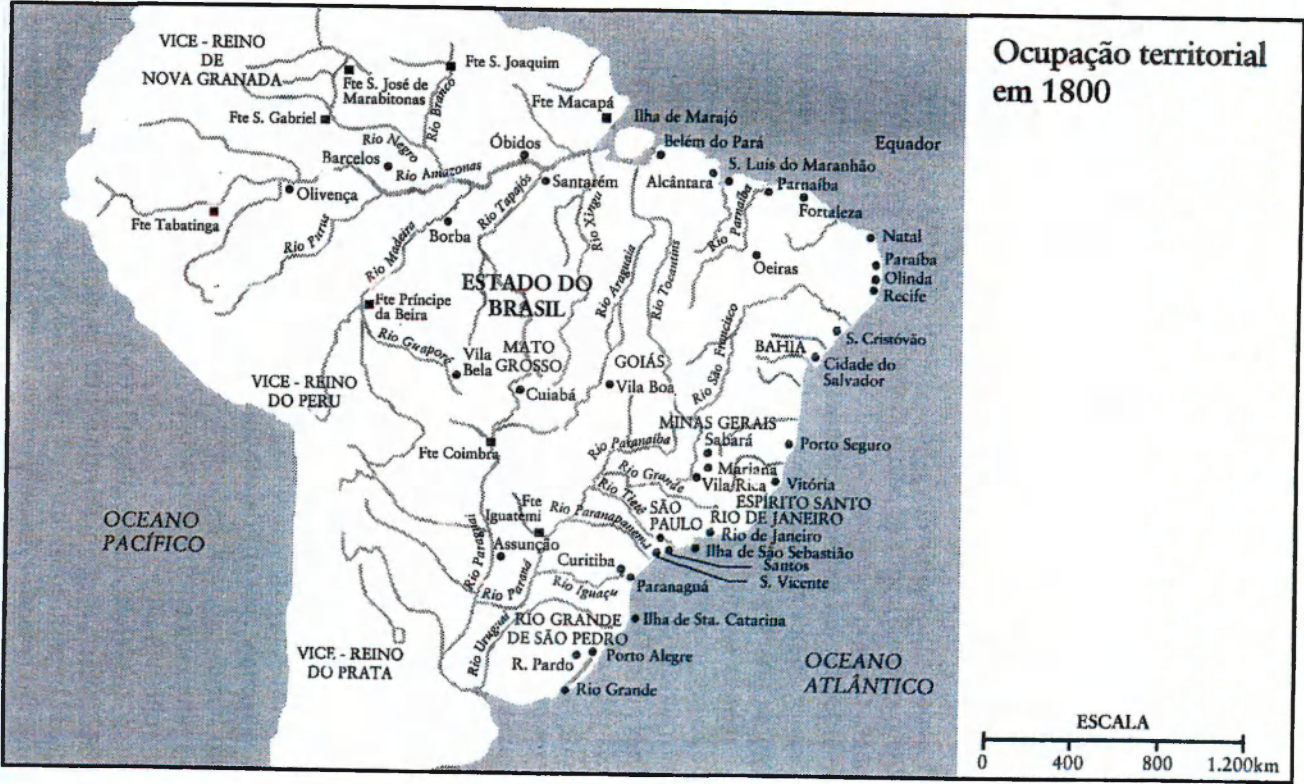 Ocupação territorial
em 1800
VICE - REINO
DE
NOVA GRANADA
Fte S. José de
Marabitonas
Fte S. Joaquim
Fte S. Gabriel
Rio Branco
Fte Macapá
Ilha de Marajó
Equador
Rio Negro
Óbidos
Belém do Pará
Barcelos
Rio Amazonas
S. Luís do Maranhão
Olivença
Santarém
Alcântara
Parnaíba
Fortaleza
Fte Tabatinga
Rio Purus
Borba
Rio Tapajós
Rio Xingu
Rio Parnaíba
Natal
Rio Madeira
Paraíba
Olinda
Recife
Oeiras
ESTADO DO
BRASIL
Rio Araguaia
Rio Tocantins
Fte Príncipe
da Beira
Rio Guaporé
Rio São Francisco
S. Cristóvão
BAHIA
Cidade do
Salvador
Vila
Bela
MATO
GROSSO
GOIÁS
Cuiabá
Vila Boa
VICE - REINO
DO PERU
MINAS GERAIS
Sabará
Porto Seguro
Fte Coimbra
Rio Paranaíba
Mariana
Rio Grande
Vila Rica
Vitória
ESPÍRITO SANTO
Rio Tietê
SÃO
PAULO
RIO DE JANEIRO
Rio de Janeiro
OCEANO
PACÍFICO
Fte
Iguatemi
Rio Paranapanema
Ilha de São Sebastião
Santos
S. Vicente
Rio Paraguai
Assunção
Curitiba
Paranaguá
Rio Paraná
Rio Iguaçu
RIO GRANDE
DE SÃO PEDRO
Ilha de Sta. Catarina
Rio Uruguai
VICE - REINO
DO PRATA
R. Pardo
Porto Alegre
Rio Grande
OCEANO
ATLÂNTICO
ESCALA
0 400 800 1.200km